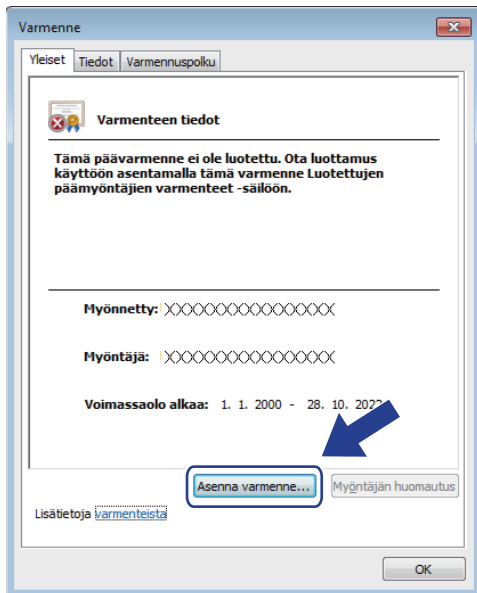 Varmenne
Yleiset Tiedot Varmennuspolku
Varmenteen tiedot
Tämä päävarmenne ei ole luotettu. Ota luottamus
käyttöön asentamalla tämä varmenne Luotettujen
päämyöntäjien varmenteet -säilöön.
Myönnetty: XXXXXXXXXXXXXXXX
Myöntäjä: XXXXXXXXXXXXXXXX
Voimassaolo alkaa: 1. 1. 2000 - 28. 10. 2022
Asenna varmenne... Myöntäjän huomautus
Lisätietoja varmenteista
OK